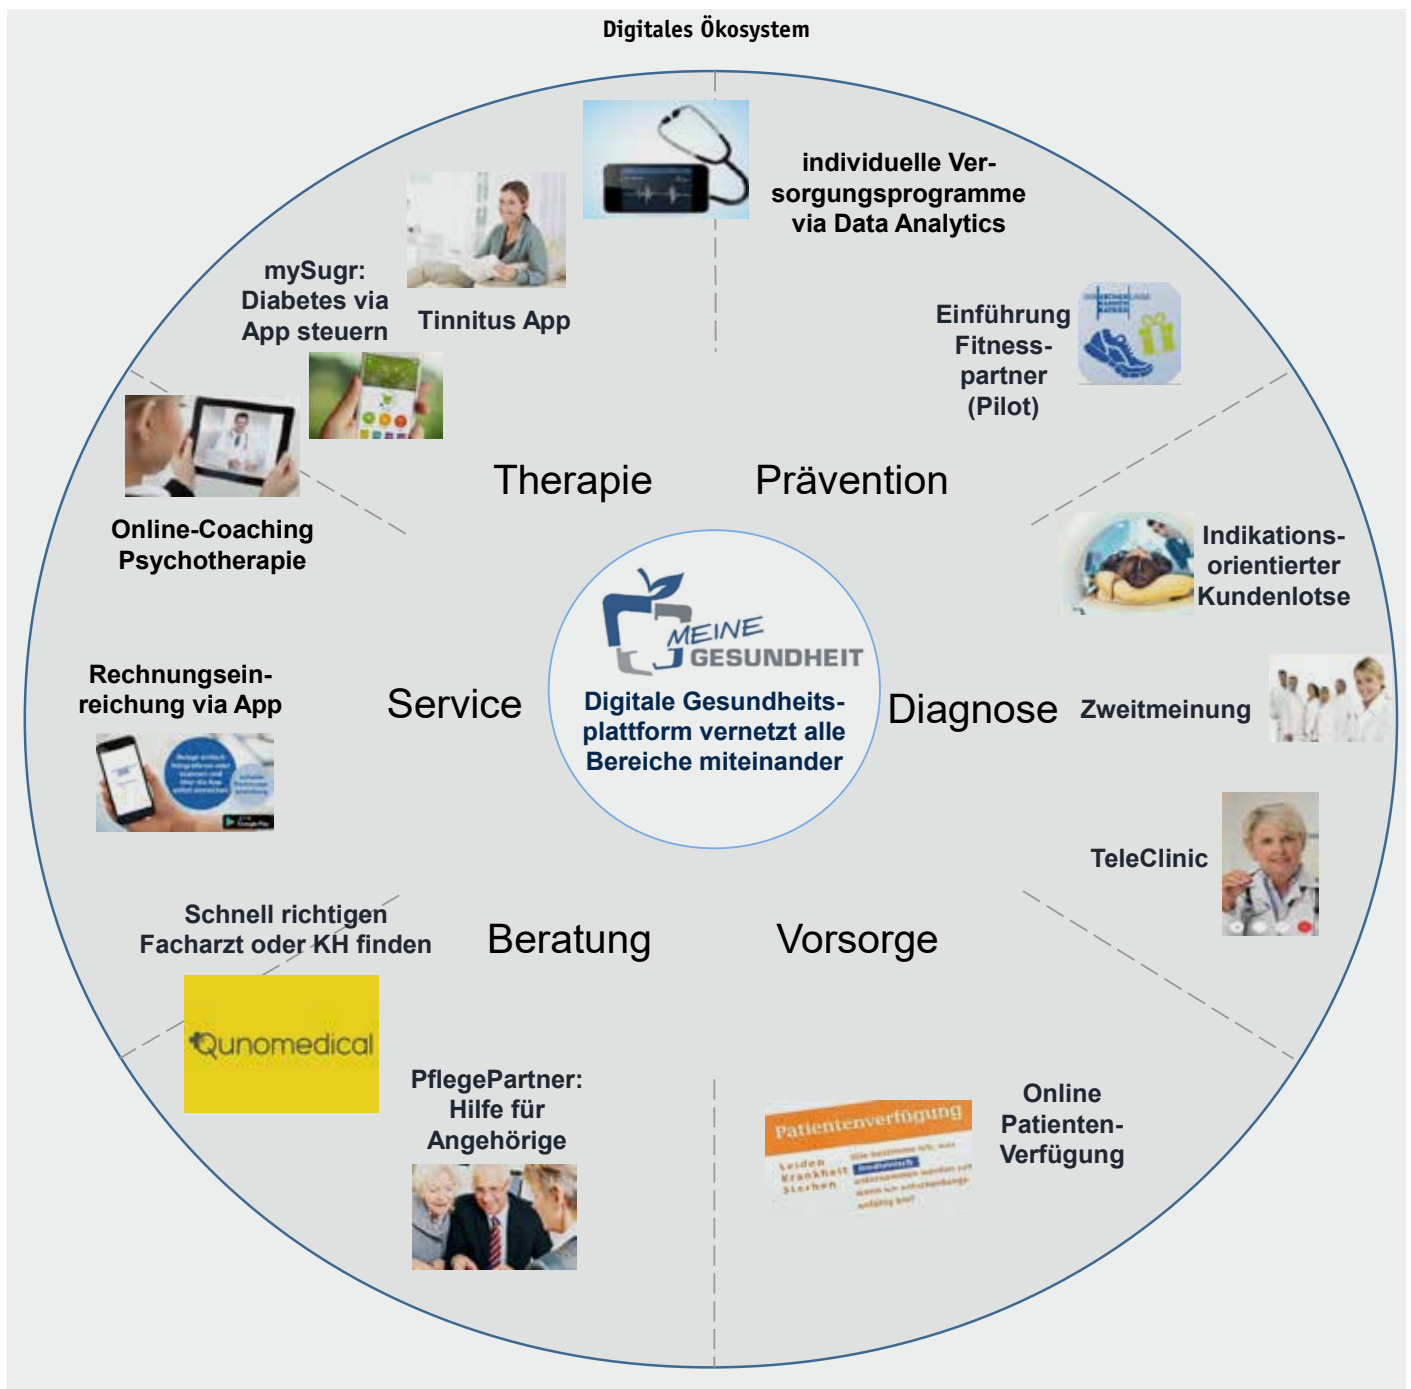 Digitales Ökosystem
individuelle Ver-
sorgungsprogramme
via Data Analytics
mySugr:
Diabetes via
App steuern
Tinnitus App
Einführung
Fitness-
partner
(Pilot)
Therapie
Prävention
Online-Coaching
Psychotherapie
Indikations-
orientierter
Kundenlotse
MEINE
GESUNDHEIT
Digitale Gesundheits-
plattform vernetzt alle
Bereiche miteinander
Rechnungsein-
reichung via App
Service
Diagnose
Zweitmeinung
Google Play
TeleClinic
Schnell richtigen
Facharzt oder KH finden
Beratung
Vorsorge
Qunomedical
PflegePartner:
Hilfe für
Angehörige
Patientenverfügung
Leiden
Krankheit
Sterben
Online
Patienten-
Verfügung